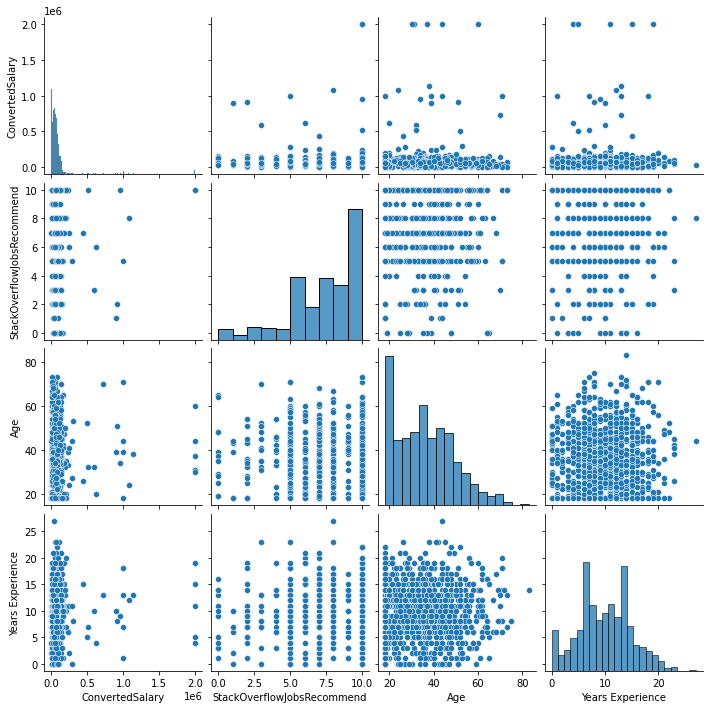 1e6
2.0
1.5
1.0
0.5
0.0
ConvertedSalary
10
8
6
4
2
0
StackOverflowJobsRecommend
80
60
40
20
Age
25
20
15
10
5
0
Years Experience
0.0 0.5 1.0 1.5 2.0 0.0 2.5 5.0 7.5 10.0 20 40 60 80 0 10 20
1e6
ConvertedSalary StackOverflowJobsRecommend Age Years Experience